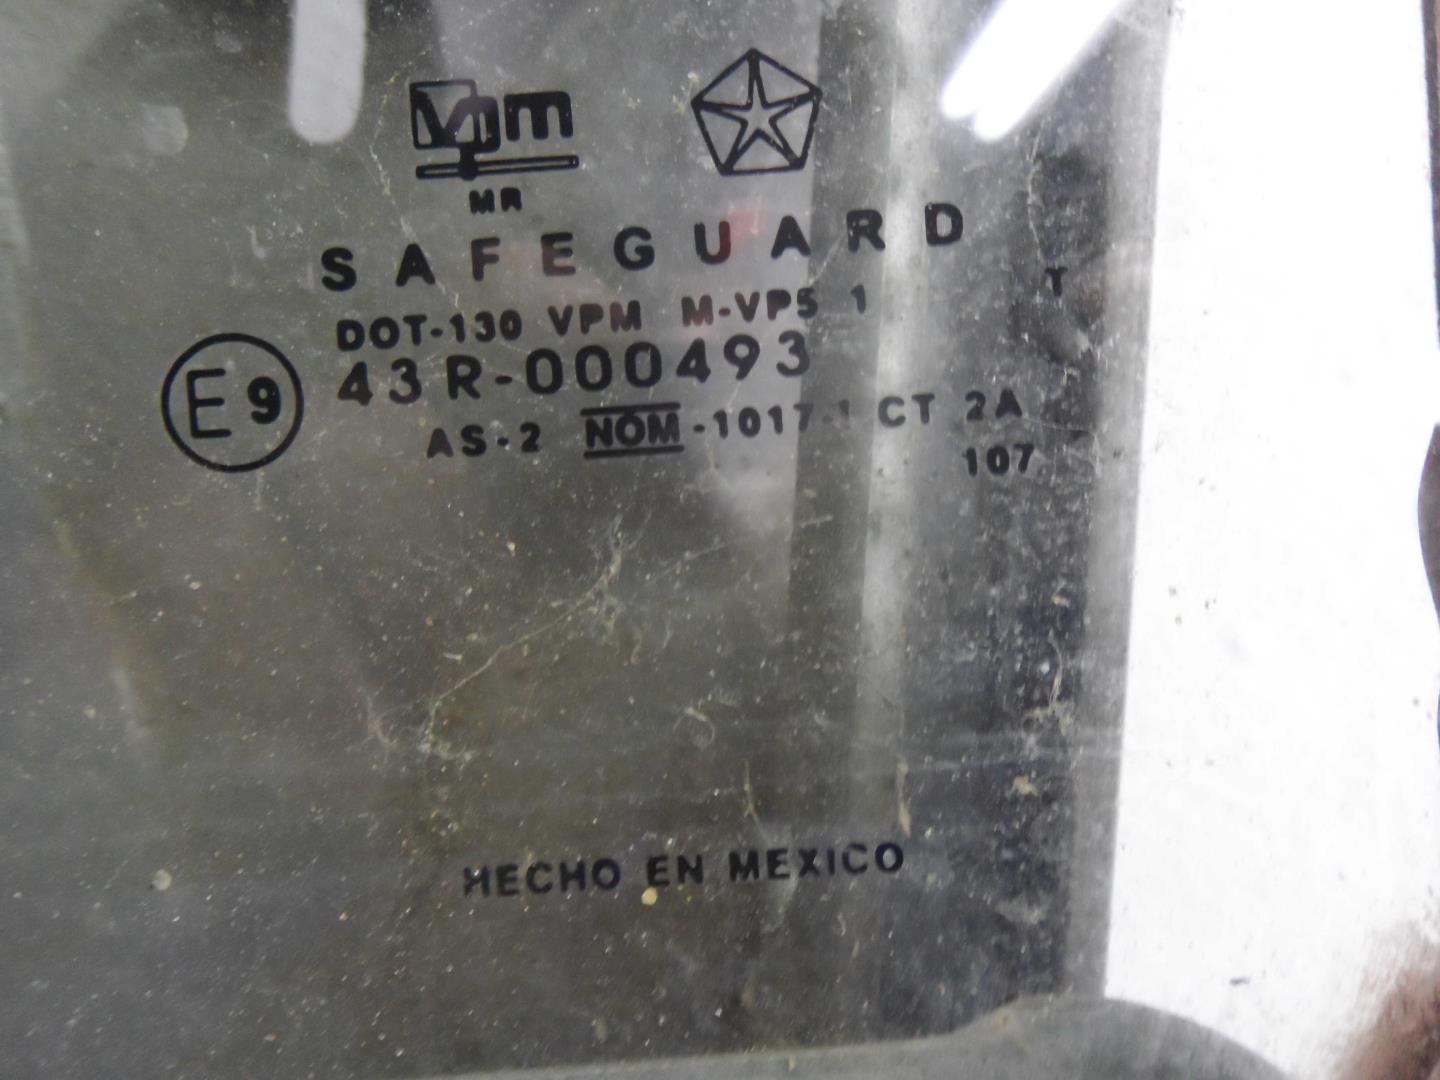 Vpm
MR
SAFEGUARD
T
DOT-130 VPM M-VP5 1
E9 43R-000493
AS-2 NOM-1017-1 CT 2A
107
HECHO EN MEXICO